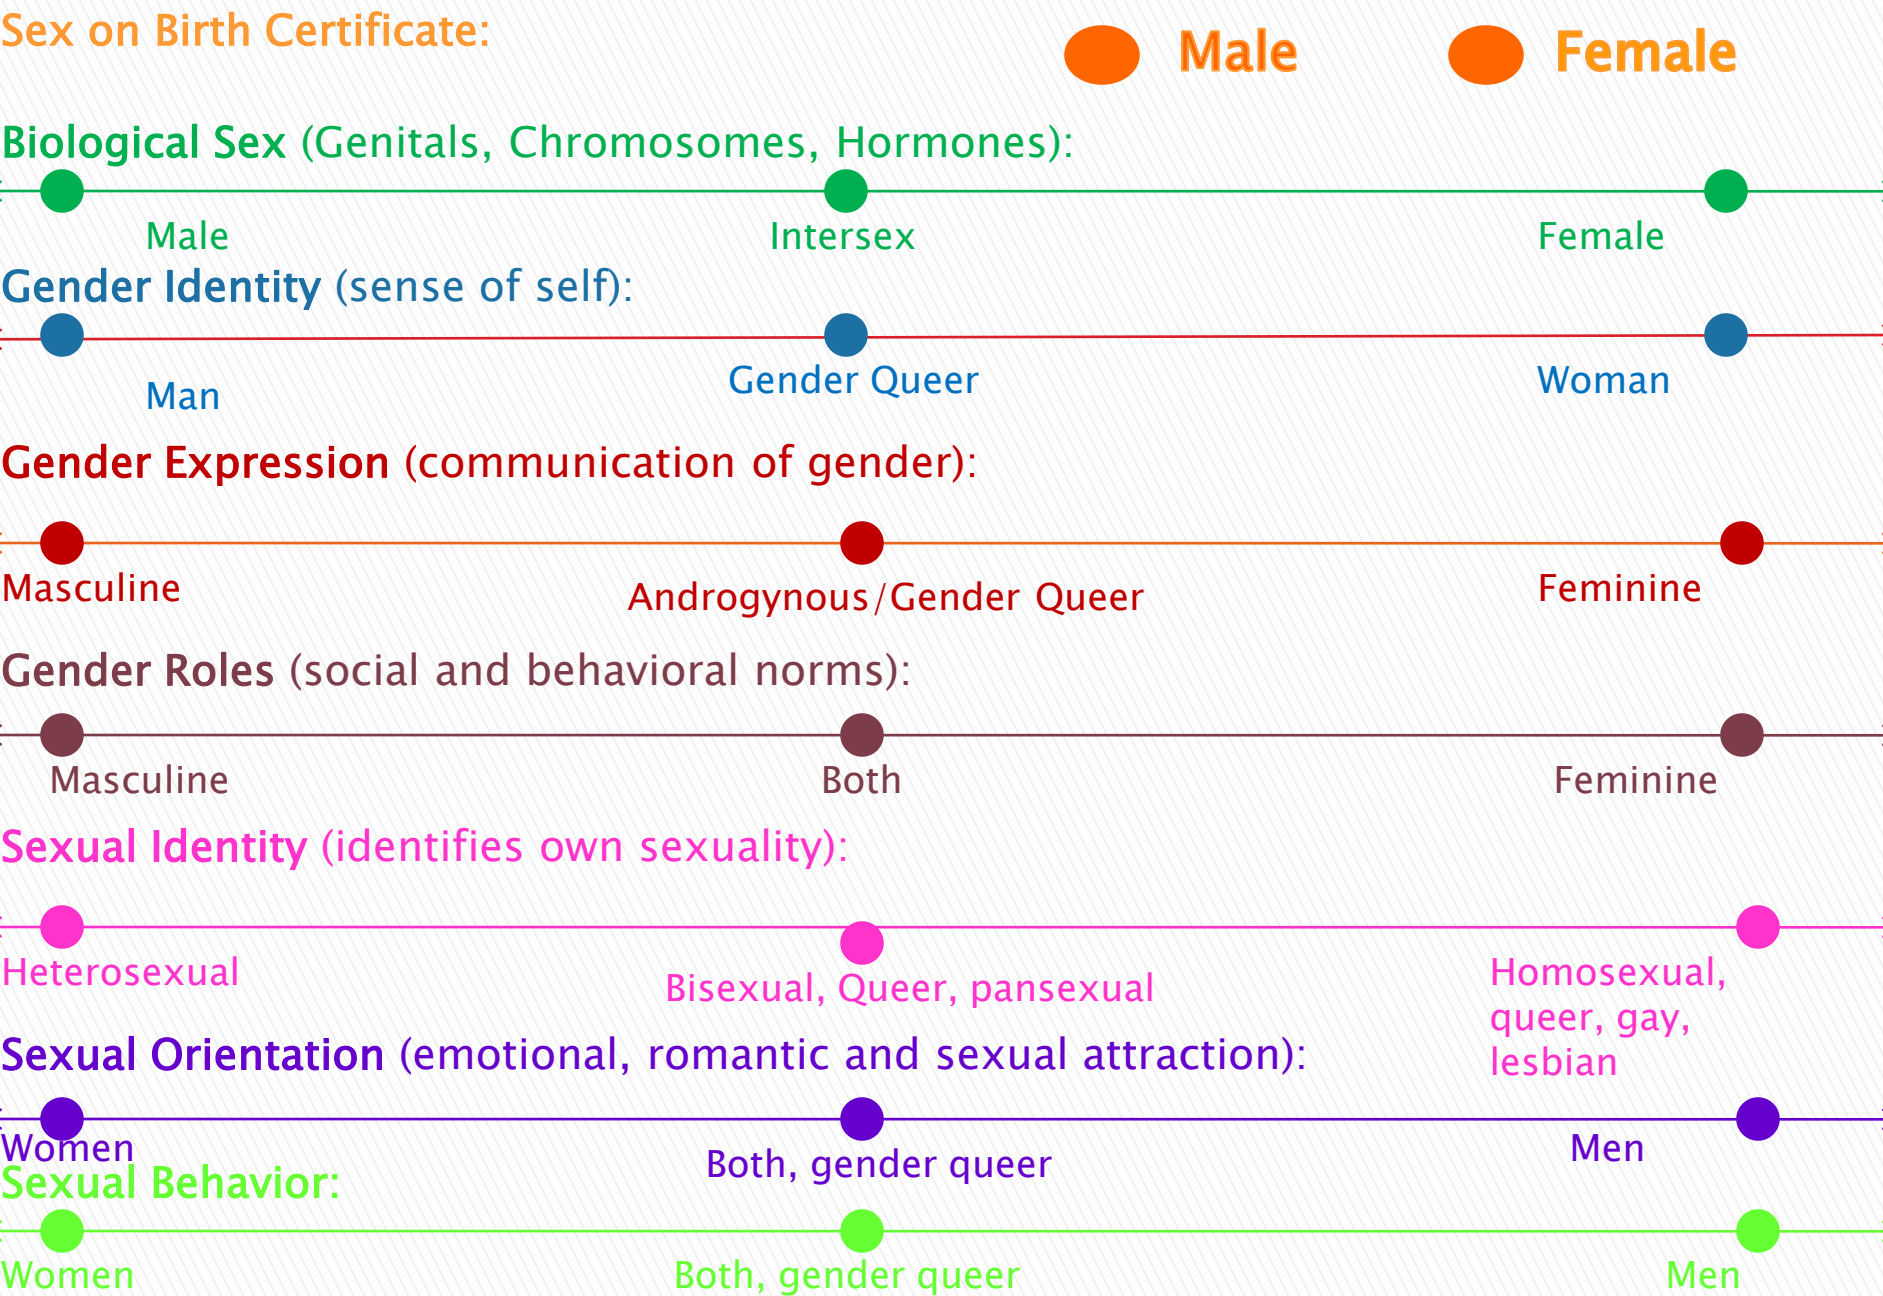 Sex on Birth Certificate:
Male
Female
Biological Sex (Genitals, Chromosomes, Hormones):
Male
Intersex
Female
Gender Identity (sense of self):
Man
Gender Queer
Woman
Gender Expression (communication of gender):
Masculine
Androgynous/Gender Queer
Feminine
Gender Roles (social and behavioral norms):
Masculine
Both
Feminine
Sexual Identity (identifies own sexuality):
Heterosexual
Bisexual, Queer, pansexual
Homosexual,
queer, gay,
lesbian
Sexual Orientation (emotional, romantic and sexual attraction):
Women
Both, gender queer
Men
Sexual Behavior:
Women
Both, gender queer
Men